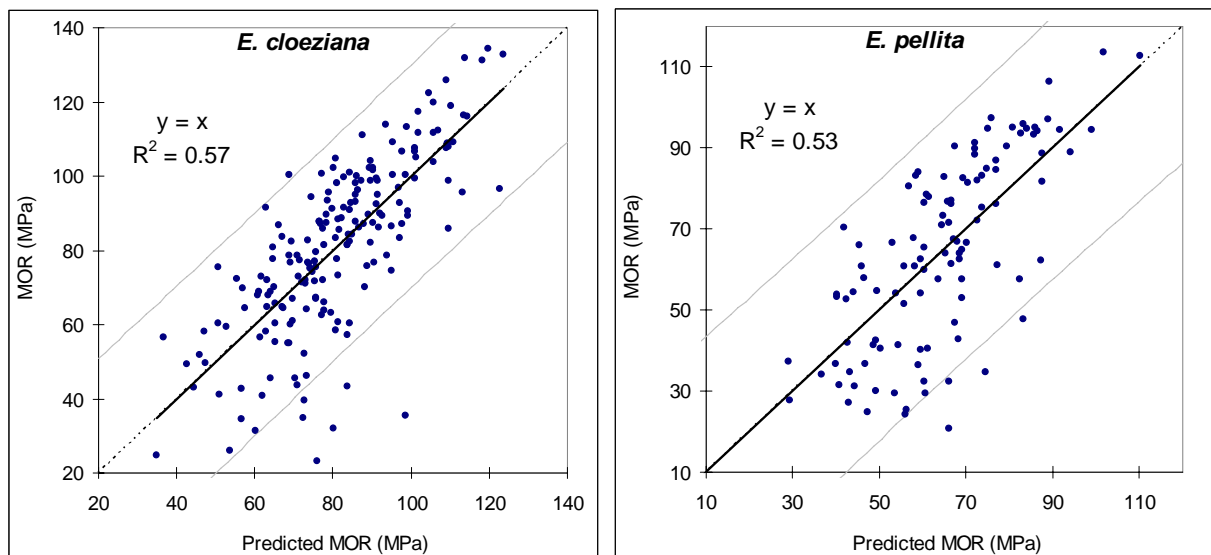 E. cloeziana
y = x
R² = 0.57
MOR (MPa)
140
120
100
80
60
40
20
20 40 60 80 100 120 140
Predicted MOR (MPa)
E. pellita
y = x
R² = 0.53
MOR (MPa)
110
90
70
50
30
10
10 30 50 70 90 110
Predicted MOR (MPa)